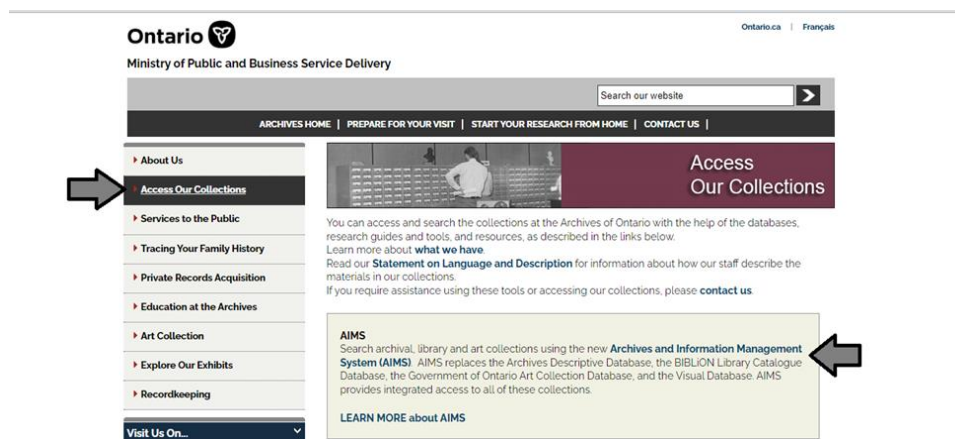 Ontario
Ontario.ca | Français
Ministry of Public and Business Service Delivery
Search our website
ARCHIVES HOME | PREPARE FOR YOUR VISIT | START YOUR RESEARCH FROM HOME | CONTACT US |
About Us
Access Our Collections
Services to the Public
Tracing Your Family History
Private Records Acquisition
Education at the Archives
Art Collection
Explore Our Exhibits
Recordkeeping
Visit Us On...
Access
Our Collections
You can access and search the collections at the Archives of Ontario with the help of the databases,
research guides and tools, and resources, as described in the links below.
Learn more about what we have.
Read our Statement on Language and Description for information about how our staff describe the
materials in our collections.
If you require assistance using these tools or accessing our collections, please contact us.
AIMS
Search archival, library and art collections using the new Archives and Information Management
System (AIMS). AIMS replaces the Archives Descriptive Database, the BIBLiON Library Catalogue
Database, the Government of Ontario Art Collection Database, and the Visual Database. AIMS
provides integrated access to all of these collections.
LEARN MORE about AIMS